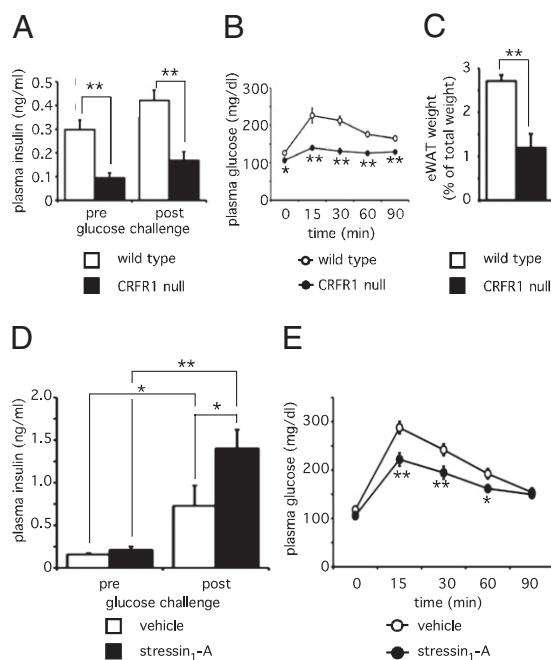 A
plasma insulin (ng/ml)
0.5
0.4
0.3
0.2
0.1
**
**
pre
post
glucose challenge
wild type
CRFR1 null
B
plasma glucose (mg/dl)
300
200
150
100
0
*
**
**
**
**
0
15
30
60
90
time (min)
wild type
CRFR1 null
C
eWAT weight
(% of total weight)
3
2
1
0
**
wild type
CRFR1 null
D
plasma insulin (ng/ml)
2.0
1.5
1.0
0.5
0
**
*
*
pre
post
glucose challenge
vehicle
stressin₁-A
E
plasma glucose (mg/dl)
300
200
150
100
0
**
**
*
0
15
30
60
90
time (min)
vehicle
stressin₁-A